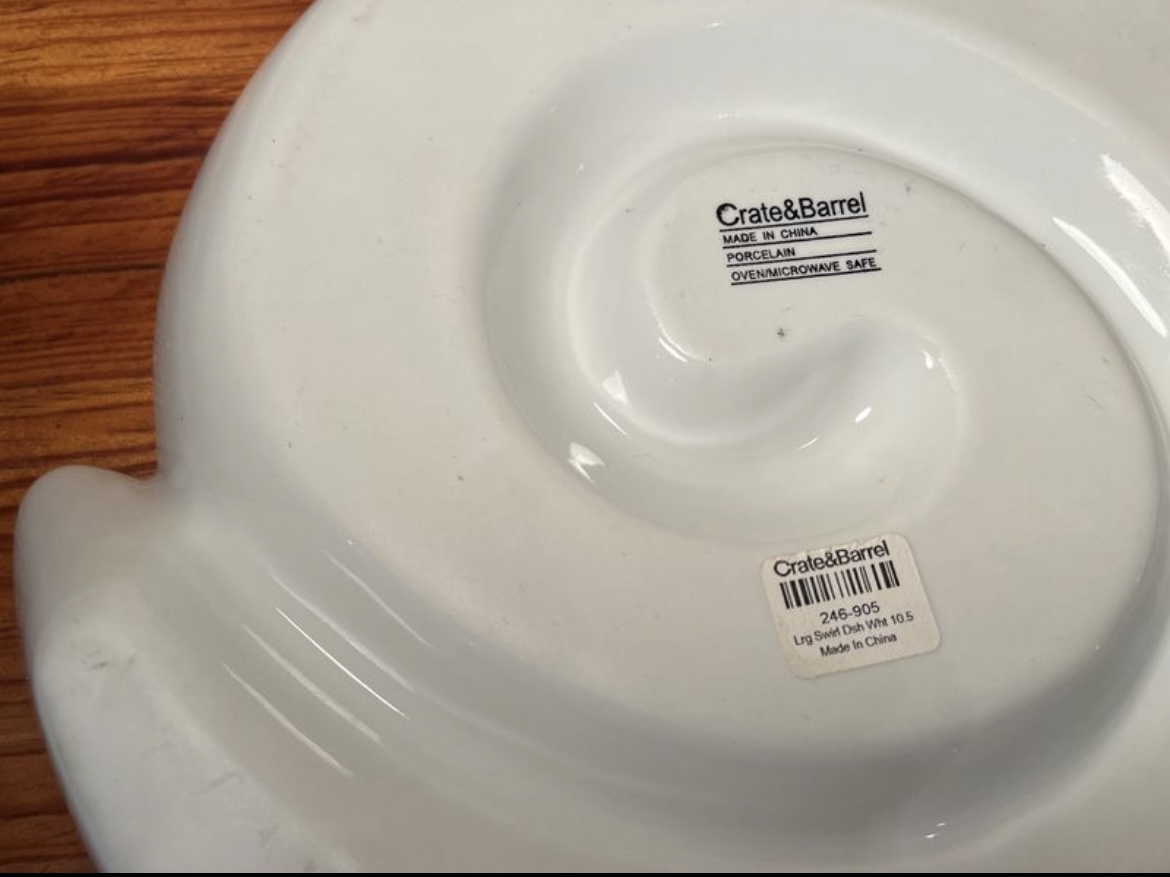 Crate&Barrel
MADE IN CHINA
PORCELAIN
OVEN/MICROWAVE SAFE
Crate&Barrel
246-905
Lrg Swirl Dsh Wht 10.5
Made In China